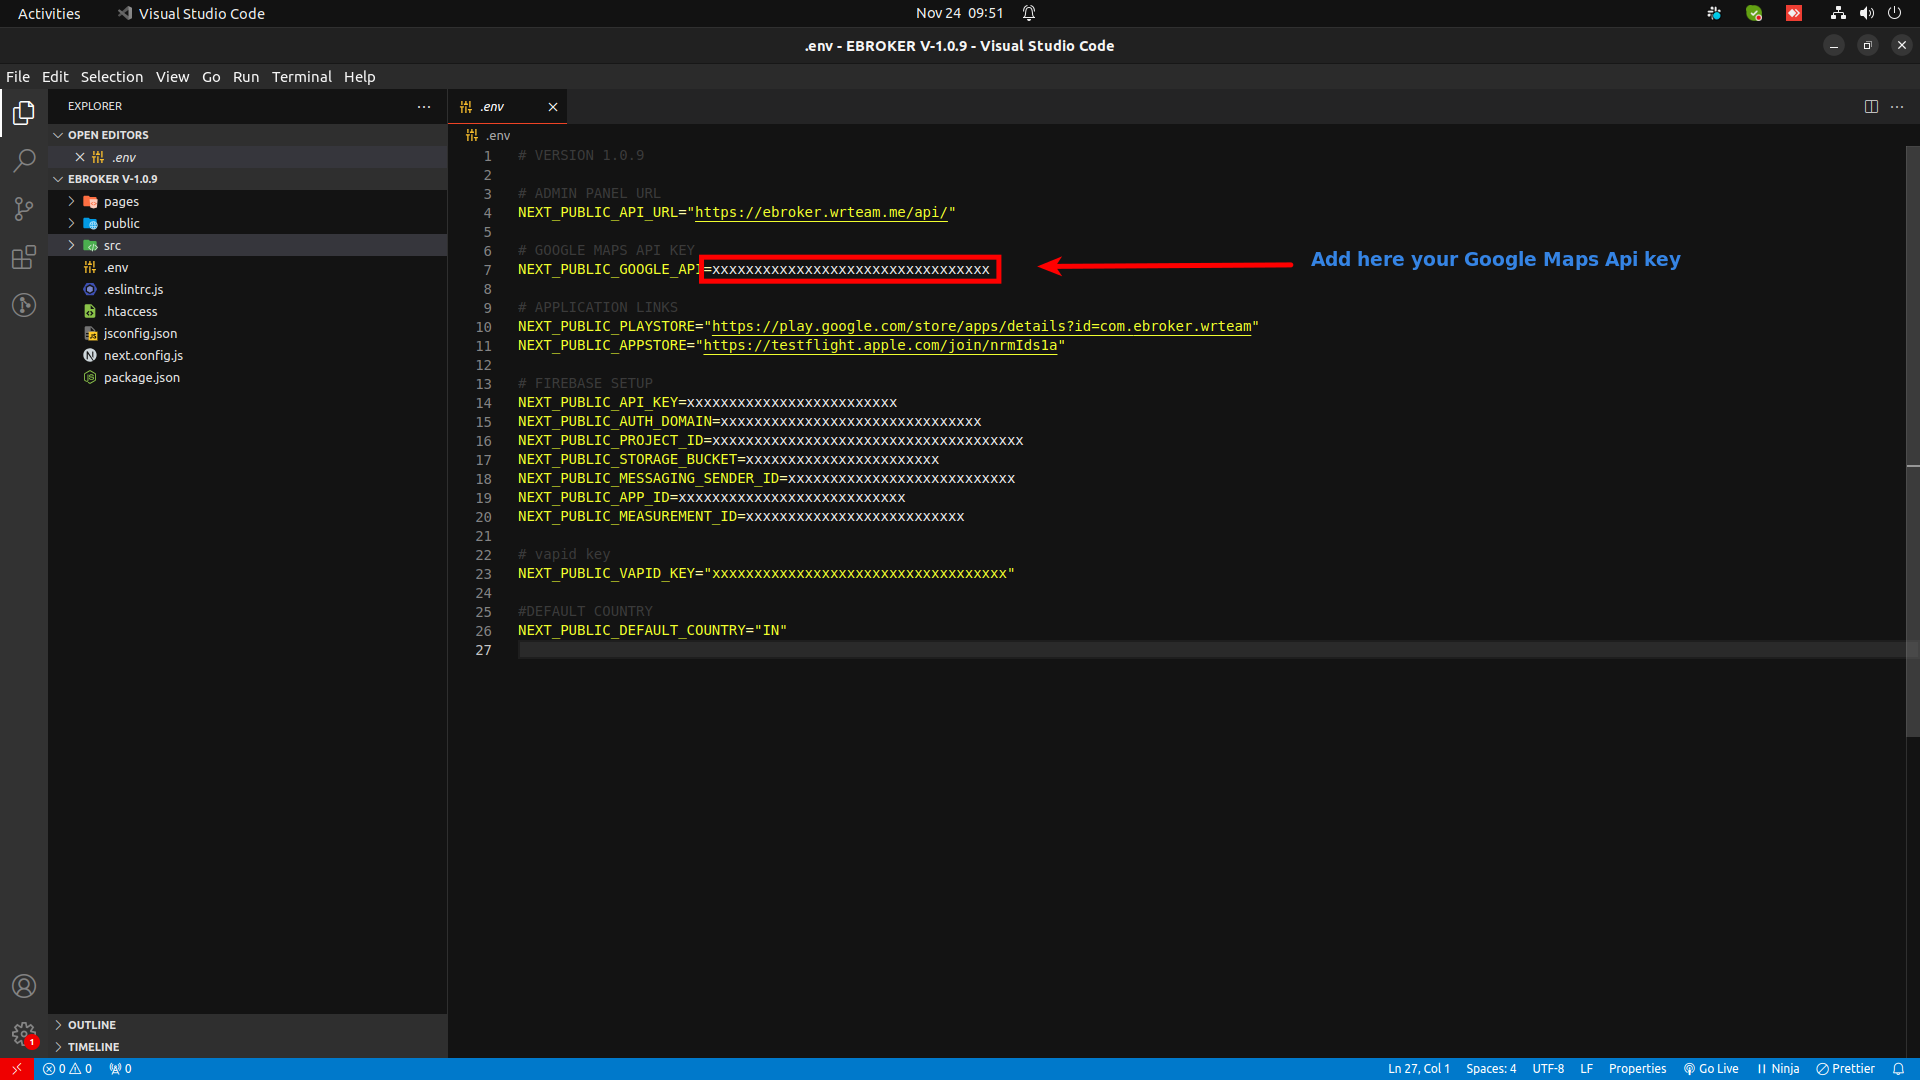 Activities
Visual Studio Code
Nov 24 09:51
.env - EBROKER V-1.0.9 - Visual Studio Code
File Edit Selection View Go Run Terminal Help
EXPLORER
.env
OPEN EDITORS
.env
.env
EBROKER V-1.0.9
pages
public
src
.env
.eslintrc.js
.htaccess
jsconfig.json
next.config.js
package.json
1 # VERSION 1.0.9
2
3 # ADMIN PANEL URL
4 NEXT_PUBLIC_API_URL="https://ebroker.wrteam.me/api/"
5
6 # GOOGLE MAPS API KEY
7 NEXT_PUBLIC_GOOGLE_API=xxxxxxxxxxxxxxxxxxxxxxxxxxxxxxxxx
Add here your Google Maps Api key
8
9 # APPLICATION LINKS
10 NEXT_PUBLIC_PLAYSTORE="https://play.google.com/store/apps/details?id=com.ebroker.wrteam"
11 NEXT_PUBLIC_APPSTORE="https://testflight.apple.com/join/nrmIds1a"
12
13 # FIREBASE SETUP
14 NEXT_PUBLIC_API_KEY=xxxxxxxxxxxxxxxxxxxxxxxxx
15 NEXT_PUBLIC_AUTH_DOMAIN=xxxxxxxxxxxxxxxxxxxxxxxxxxxxxxx
16 NEXT_PUBLIC_PROJECT_ID=xxxxxxxxxxxxxxxxxxxxxxxxxxxxxxxxxxxxx
17 NEXT_PUBLIC_STORAGE_BUCKET=xxxxxxxxxxxxxxxxxxxxxxx
18 NEXT_PUBLIC_MESSAGING_SENDER_ID=xxxxxxxxxxxxxxxxxxxxxxxxxxx
19 NEXT_PUBLIC_APP_ID=xxxxxxxxxxxxxxxxxxxxxxxxxxx
20 NEXT_PUBLIC_MEASUREMENT_ID=xxxxxxxxxxxxxxxxxxxxxxxxxx
21
22 # vapid key
23 NEXT_PUBLIC_VAPID_KEY="xxxxxxxxxxxxxxxxxxxxxxxxxxxxxxxxxxx"
24
25 #DEFAULT COUNTRY
26 NEXT_PUBLIC_DEFAULT_COUNTRY="IN"
27
OUTLINE
TIMELINE
1
0 0 0
Ln 27, Col 1 Spaces: 4 UTF-8 LF Properties Go Live Ninja Prettier